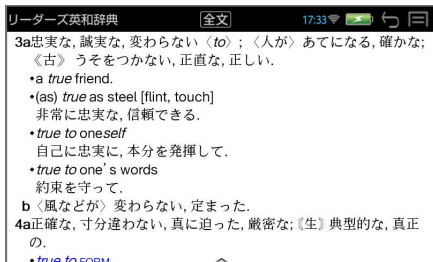 リーダーズ英和辞典 全文 17:33
3a忠実な, 誠実な, 変わらない〈to〉; 〈人が〉あてになる, 確かな;
《古》 うそをつかない, 正直な, 正しい.
•a true friend.
•(as) true as steel [flint, touch]
非常に忠実な, 信頼できる.
•true to oneself
自己に忠実に, 本分を発揮して.
•true to one's words
約束を守って.
b〈風などが〉変わらない, 定まった.
4a正確な, 寸分違わない, 真に迫った, 厳密な;《生》典型的な, 真正
の.
•true to FORM